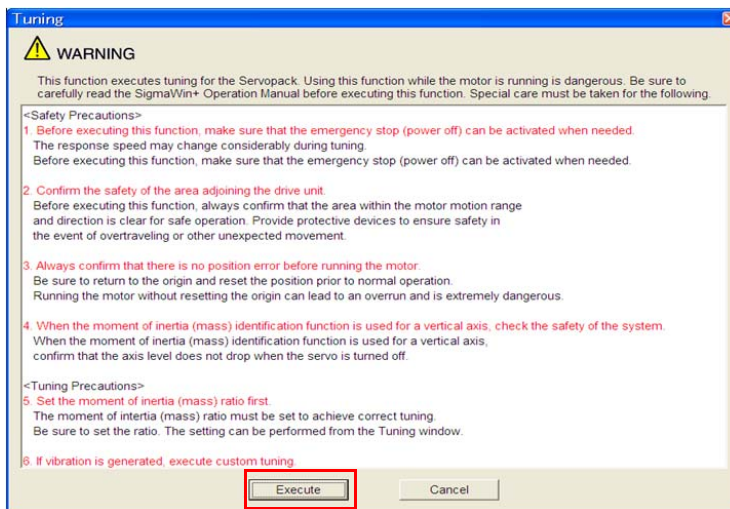 Tuning
WARNING
This function executes tuning for the Servopack. Using this function while the motor is running is dangerous. Be sure to
carefully read the SigmaWin+ Operation Manual before executing this function. Special care must be taken for the following.
<Safety Precautions>
1. Before executing this function, make sure that the emergency stop (power off) can be activated when needed.
The response speed may change considerably during tuning.
Before executing this function, make sure that the emergency stop (power off) can be activated when needed.
2. Confirm the safety of the area adjoining the drive unit.
Before executing this function, always confirm that the area within the motor motion range
and direction is clear for safe operation. Provide protective devices to ensure safety in
the event of overtraveling or other unexpected movement.
3. Always confirm that there is no position error before running the motor.
Be sure to return to the origin and reset the position prior to normal operation.
Running the motor without resetting the origin can lead to an overrun and is extremely dangerous.
4. When the moment of inertia (mass) identification function is used for a vertical axis, check the safety of the system.
When the moment of inertia (mass) identification function is used for a vertical axis,
confirm that the axis level does not drop when the servo is turned off.
<Tuning Precautions>
5. Set the moment of inertia (mass) ratio first.
The moment of intertia (mass) ratio must be set to achieve correct tuning.
Be sure to set the ratio. The setting can be performed from the Tuning window.
6. If vibration is generated, execute custom tuning.
Execute Cancel